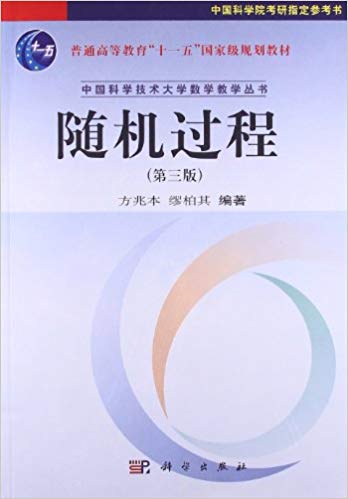 中国科学院考研指定参考书
十一五
普通高等教育“十一五”国家级规划教材
中国科学技术大学数学教学丛书
随机过程
(第三版)
方兆本 缪柏其 编著
科学出版社